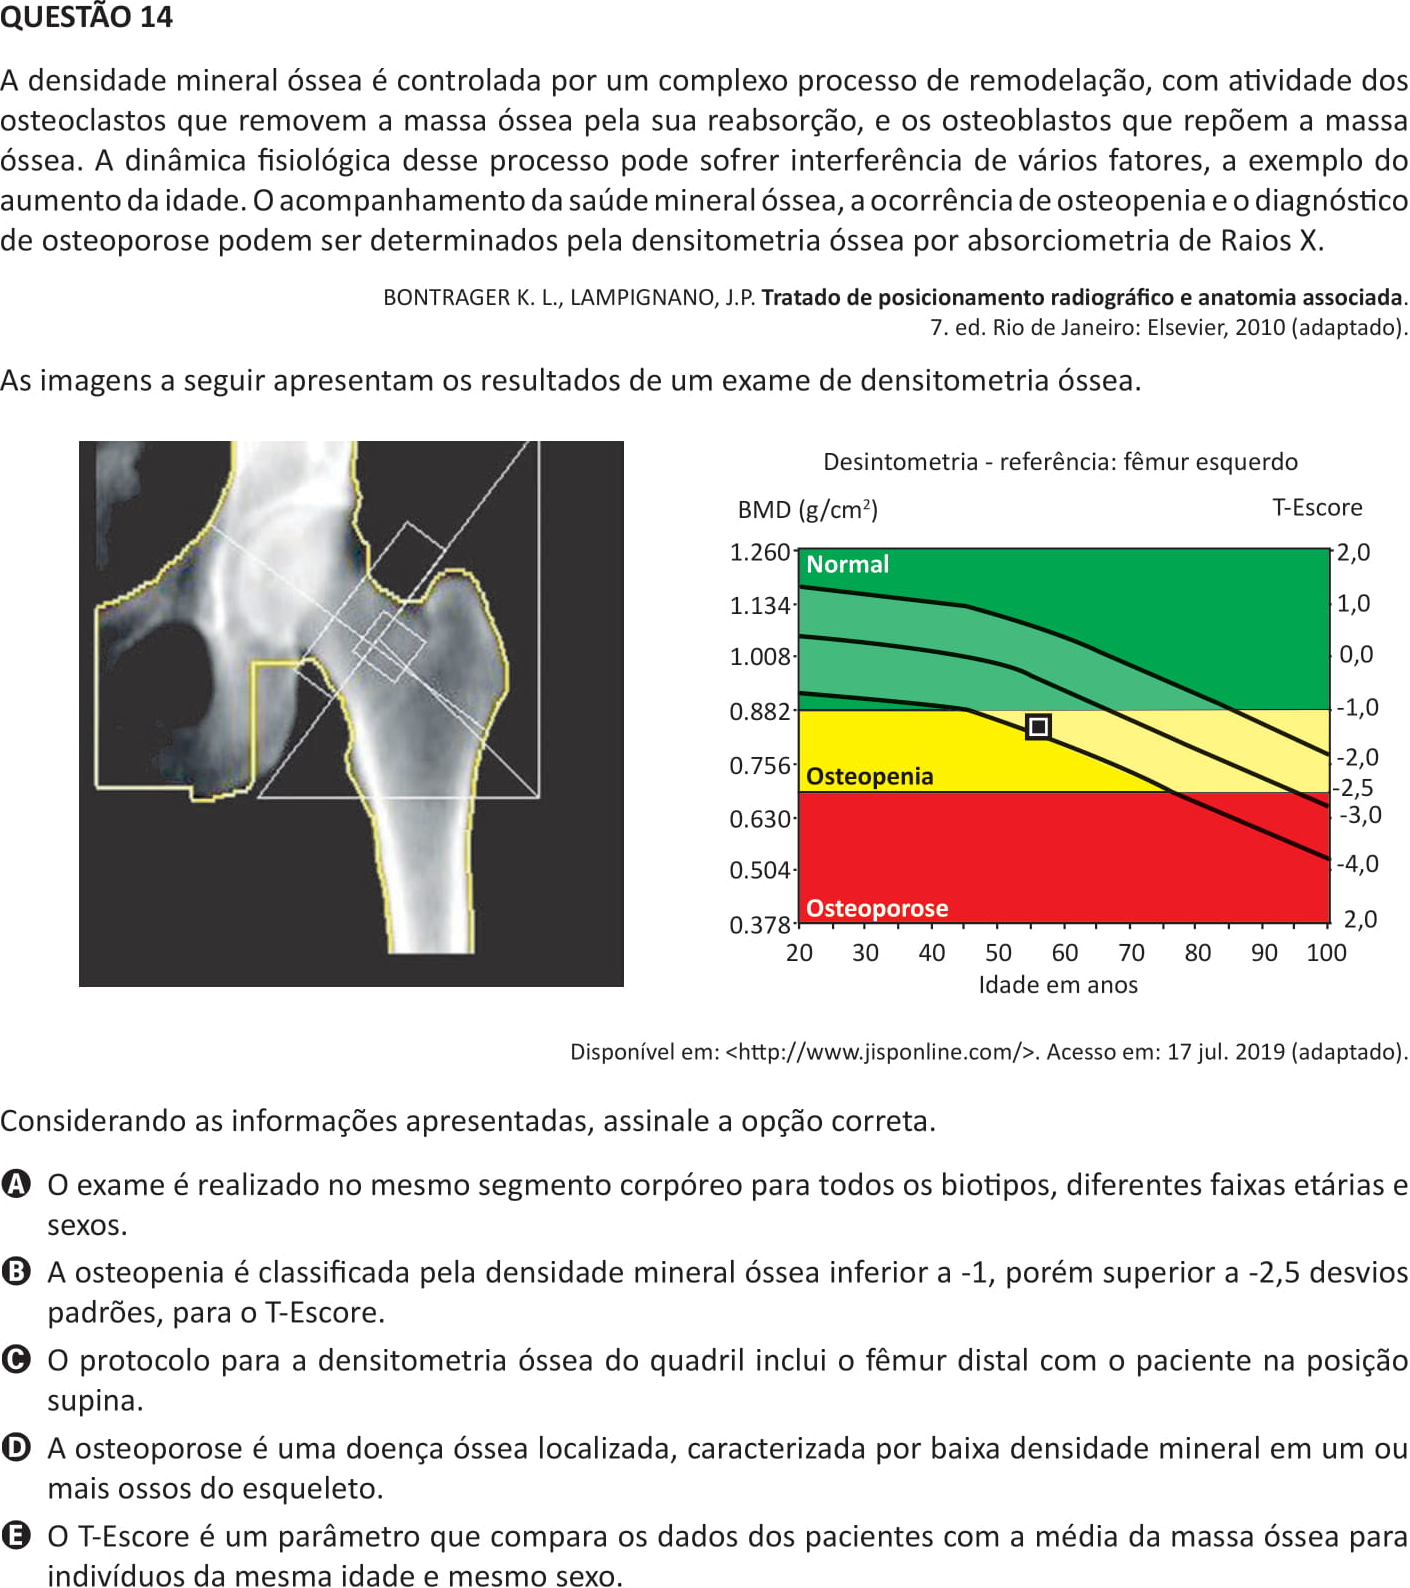 QUESTÃO 14
A densidade mineral óssea é controlada por um complexo processo de remodelação, com atividade dos
osteoclastos que removem a massa óssea pela sua reabsorção, e os osteoblastos que repõem a massa
óssea. A dinâmica fisiológica desse processo pode sofrer interferência de vários fatores, a exemplo do
aumento da idade. O acompanhamento da saúde mineral óssea, a ocorrência de osteopenia e o diagnóstico
de osteoporose podem ser determinados pela densitometria óssea por absorciometria de Raios X.
BONTRAGER K. L., LAMPIGNANO, J.P. Tratado de posicionamento radiográfico e anatomia associada.
7. ed. Rio de Janeiro: Elsevier, 2010 (adaptado).
As imagens a seguir apresentam os resultados de um exame de densitometria óssea.
Desintometria - referência: fêmur esquerdo
BMD (g/cm²)
T-Escore
1.260
Normal
2,0
1.134
1,0
1.008
0,0
0.882
-1,0
0.756
Osteopenia
-2,0
-2,5
0.630
-3,0
0.504
-4,0
Osteoporose
0.378
2,0
20 30 40 50 60 70 80 90 100
Idade em anos
Disponível em: <http://www.jisponline.com/>. Acesso em: 17 jul. 2019 (adaptado).
Considerando as informações apresentadas, assinale a opção correta.
A O exame é realizado no mesmo segmento corpóreo para todos os biotipos, diferentes faixas etárias e
sexos.
B A osteopenia é classificada pela densidade mineral óssea inferior a -1, porém superior a -2,5 desvios
padrões, para o T-Escore.
C O protocolo para a densitometria óssea do quadril inclui o fêmur distal com o paciente na posição
supina.
D A osteoporose é uma doença óssea localizada, caracterizada por baixa densidade mineral em um ou
mais ossos do esqueleto.
E O T-Escore é um parâmetro que compara os dados dos pacientes com a média da massa óssea para
indivíduos da mesma idade e mesmo sexo.